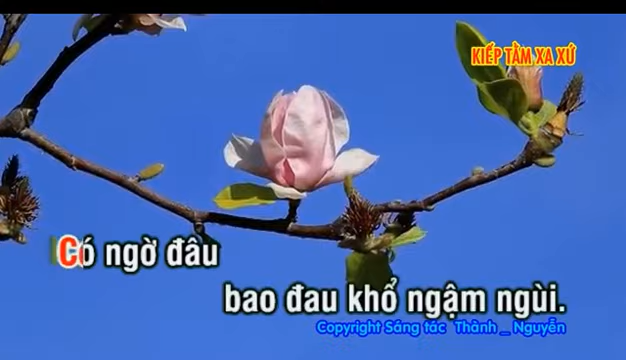 KIẾP TẰM XA XỨ
Có ngờ đâu
bao đau khổ ngậm ngùi.
Copyright Sáng tác Thành _ Nguyễn